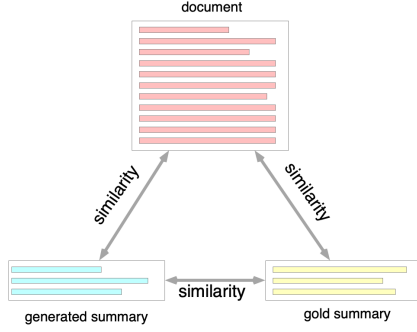 document
similarity
similarity
similarity
generated summary
gold summary